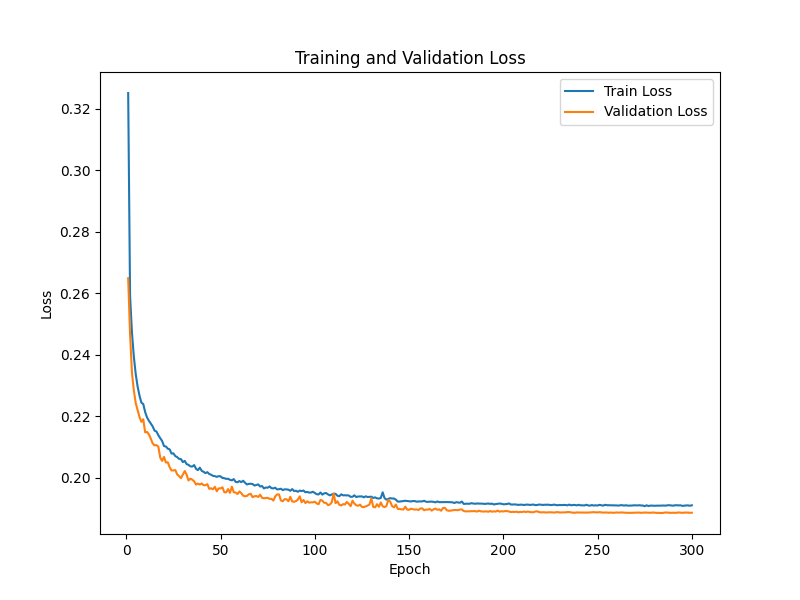 Training and Validation Loss
Train Loss
Validation Loss
0.32
0.30
0.28
0.26
0.24
0.22
0.20
Loss
0 50 100 150 200 250 300
Epoch